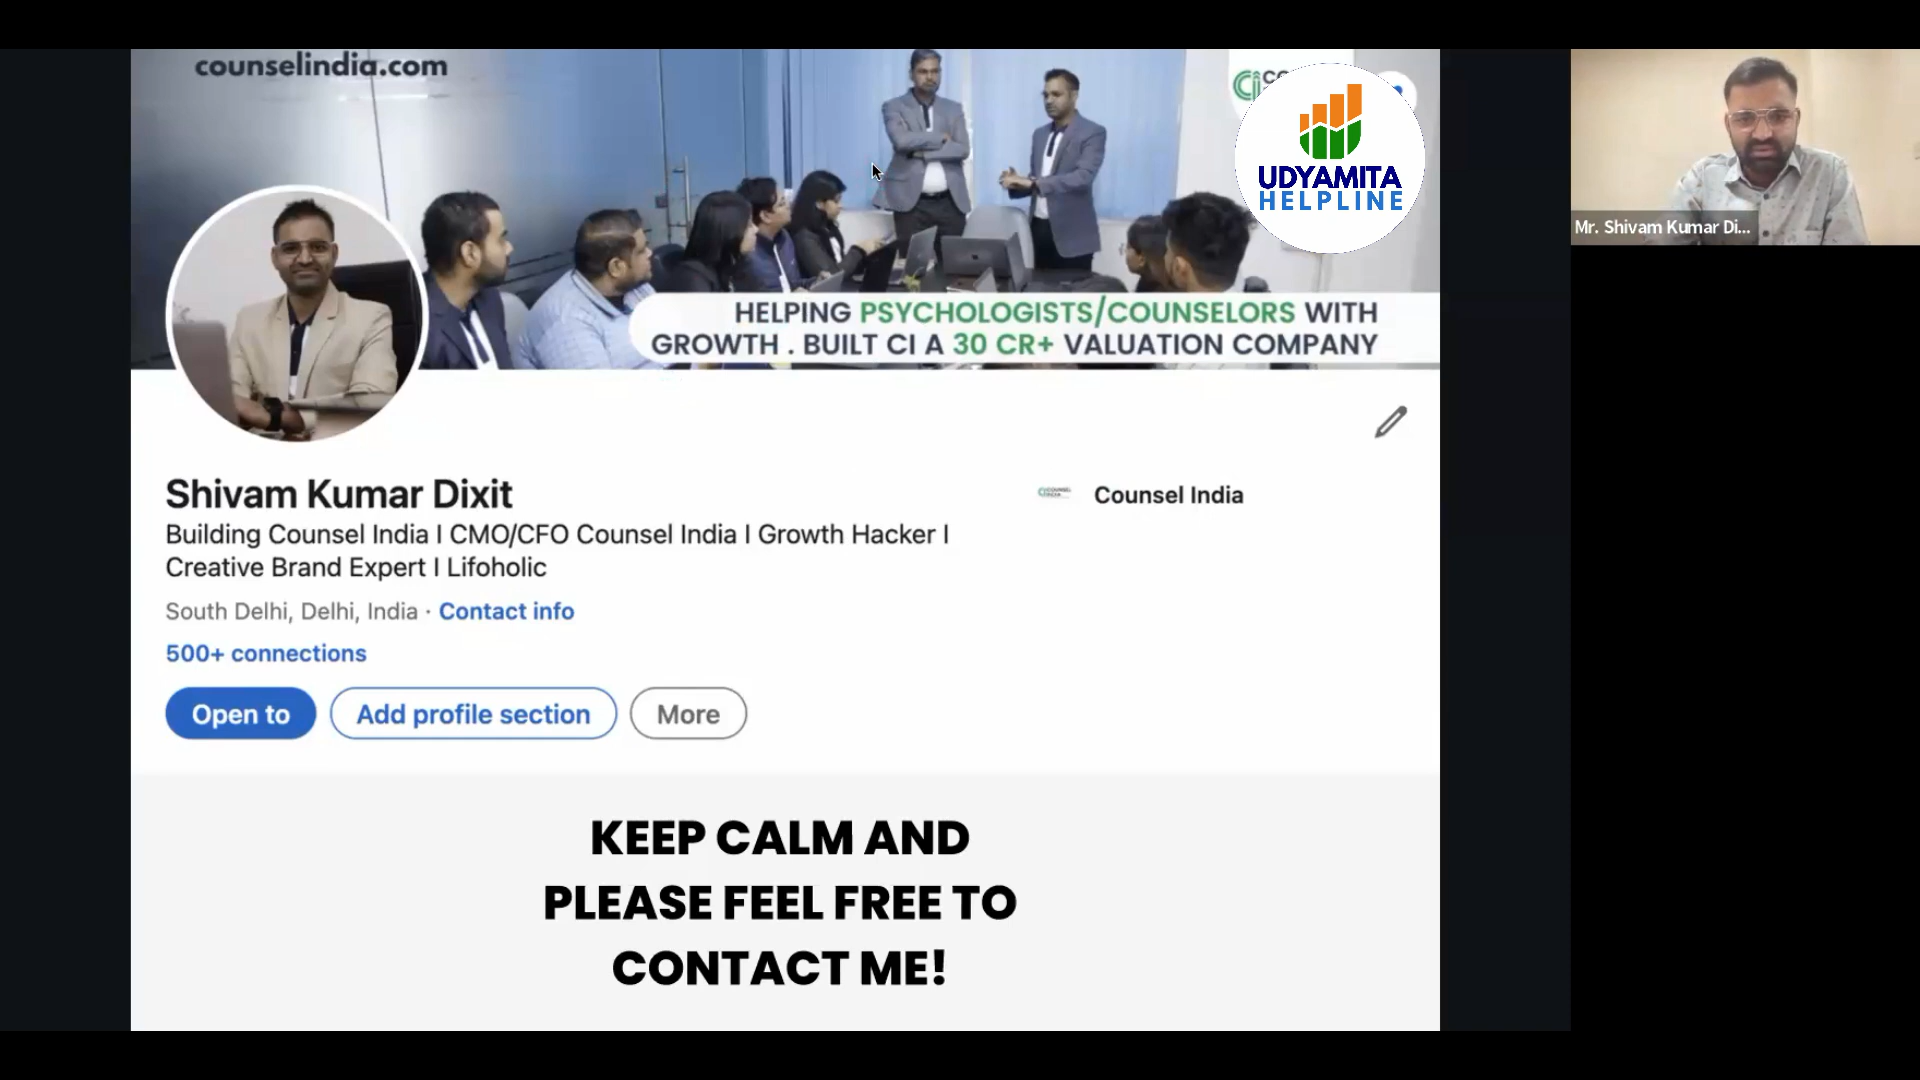 counselindia.com
UDYAMITA
HELPLINE
HELPING PSYCHOLOGISTS/COUNSELORS WITH
GROWTH . BUILT CI A 30 CR+ VALUATION COMPANY
Mr. Shivam Kumar Di...
Shivam Kumar Dixit
Counsel India
Building Counsel India I CMO/CFO Counsel India I Growth Hacker I
Creative Brand Expert I Lifoholic
South Delhi, Delhi, India · Contact info
500+ connections
Open to
Add profile section
More
KEEP CALM AND
PLEASE FEEL FREE TO
CONTACT ME!